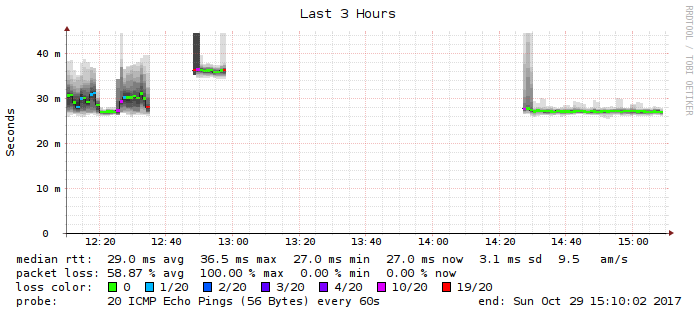 Last 3 Hours
RRDTOOL / TOBI OETIKER
Seconds
40 m
30 m
20 m
10 m
0
12:20 12:40 13:00 13:20 13:40 14:00 14:20 14:40 15:00
median rtt: 29.0 ms avg 36.5 ms max 27.0 ms min 27.0 ms now 3.1 ms sd 9.5 am/s
packet loss: 58.87 % avg 100.00 % max 0.00 % min 0.00 % now
loss color: 0 1/20 2/20 3/20 4/20 10/20 19/20
probe: 20 ICMP Echo Pings (56 Bytes) every 60s end: Sun Oct 29 15:10:02 2017